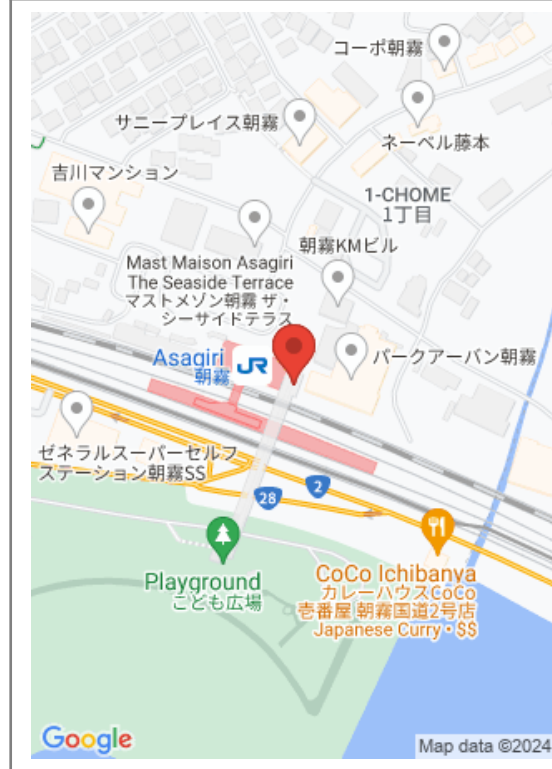 コーポ朝霧
サニープレイス朝霧
ネーベル藤本
吉川マンション
1-CHOME
1丁目
朝霧KMビル
Mast Maison Asagiri
The Seaside Terrace
マストメゾン朝霧 ザ・
シーサイドテラス
Asagiri
朝霧
JR
パークアーバン朝霧
ゼネラルスーパーセルフ
ステーション朝霧SS
28
2
Playground
こども広場
CoCo Ichibanya
カレーハウスCoCo
壱番屋 朝霧国道2号店
Japanese Curry • $$
Google
Map data ©2024